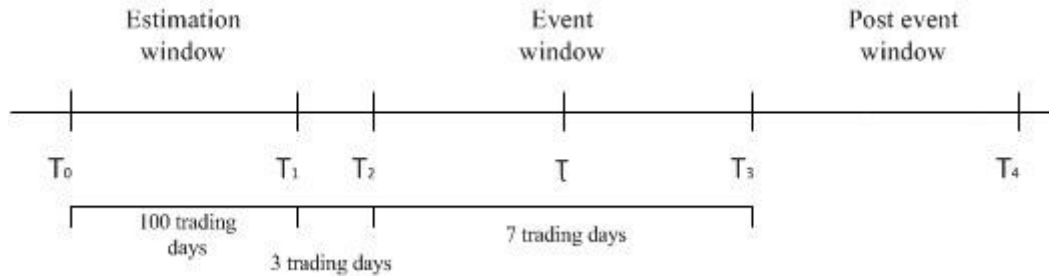 Estimation
window
Event
window
Post event
window
T₀
T₁
T₂
τ
T₃
T₄
100 trading
days
3 trading days
7 trading days